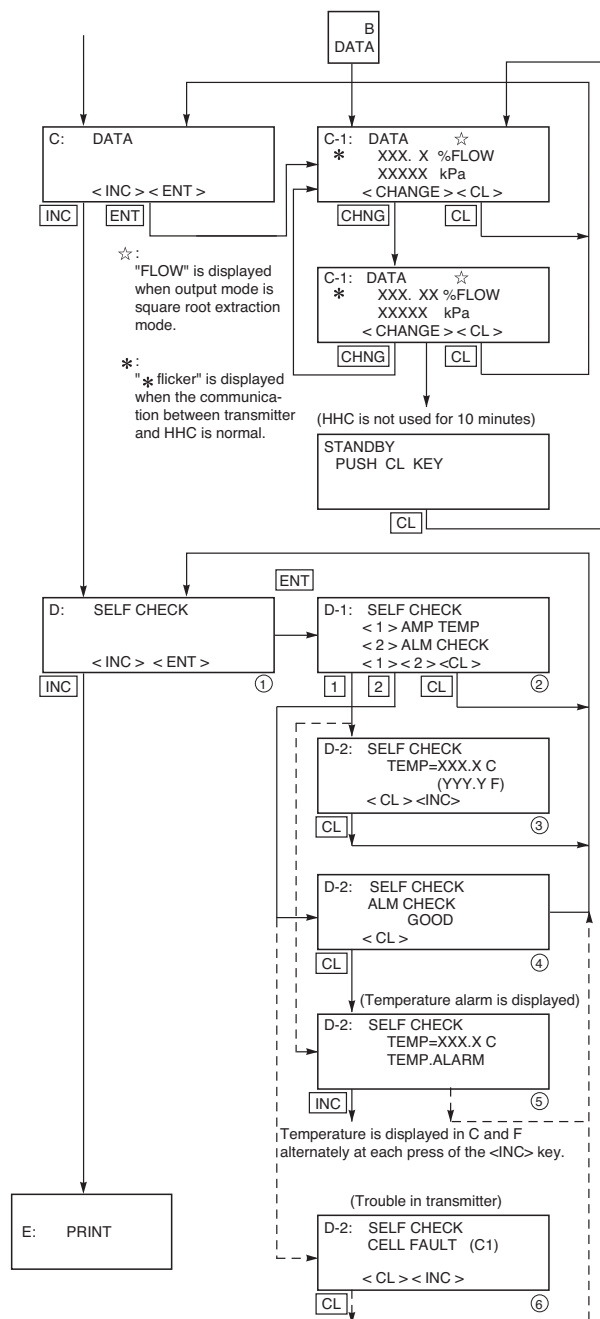 B
DATA
C: DATA
< INC > < ENT >
INC ENT
C-1: DATA ☆
* XXX. X %FLOW
XXXXX kPa
< CHANGE > < CL >
CHNG CL
☆:
"FLOW" is displayed
when output mode is
square root extraction
mode.
*:
"* flicker" is displayed
when the communica-
tion between transmitter
and HHC is normal.
C-1: DATA ☆
* XXX. XX %FLOW
XXXXX kPa
< CHANGE > < CL >
CHNG CL
(HHC is not used for 10 minutes)
STANDBY
PUSH CL KEY
CL
ENT
D: SELF CHECK
< INC > < ENT >
①
INC
D-1: SELF CHECK
< 1 > AMP TEMP
< 2 > ALM CHECK
< 1 > < 2 > <CL >
②
1 2 CL
D-2: SELF CHECK
TEMP=XXX.X C
(YYY.Y F)
< CL > <INC>
③
CL
D-2: SELF CHECK
ALM CHECK
GOOD
< CL >
④
CL
(Temperature alarm is displayed)
D-2: SELF CHECK
TEMP=XXX.X C
TEMP.ALARM
⑤
INC
Temperature is displayed in C and F
alternately at each press of the <INC> key.
E: PRINT
(Trouble in transmitter)
D-2: SELF CHECK
CELL FAULT (C1)
< CL > < INC >
⑥
CL